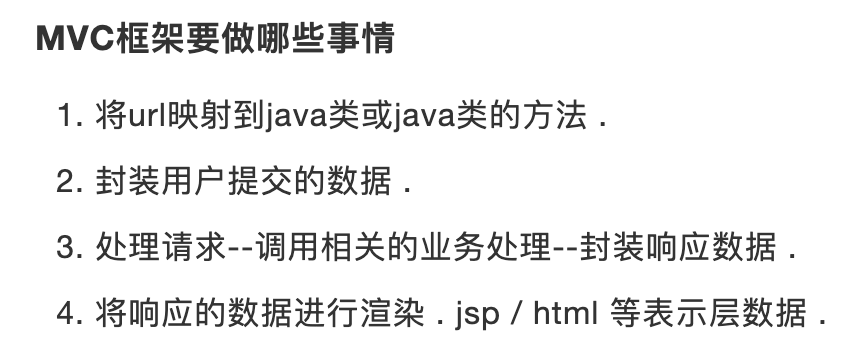 MVC框架要做哪些事情
1. 将url映射到java类或java类的方法 .
2. 封装用户提交的数据 .
3. 处理请求--调用相关的业务处理--封装响应数据 .
4. 将响应的数据进行渲染 . jsp / html 等表示层数据 .